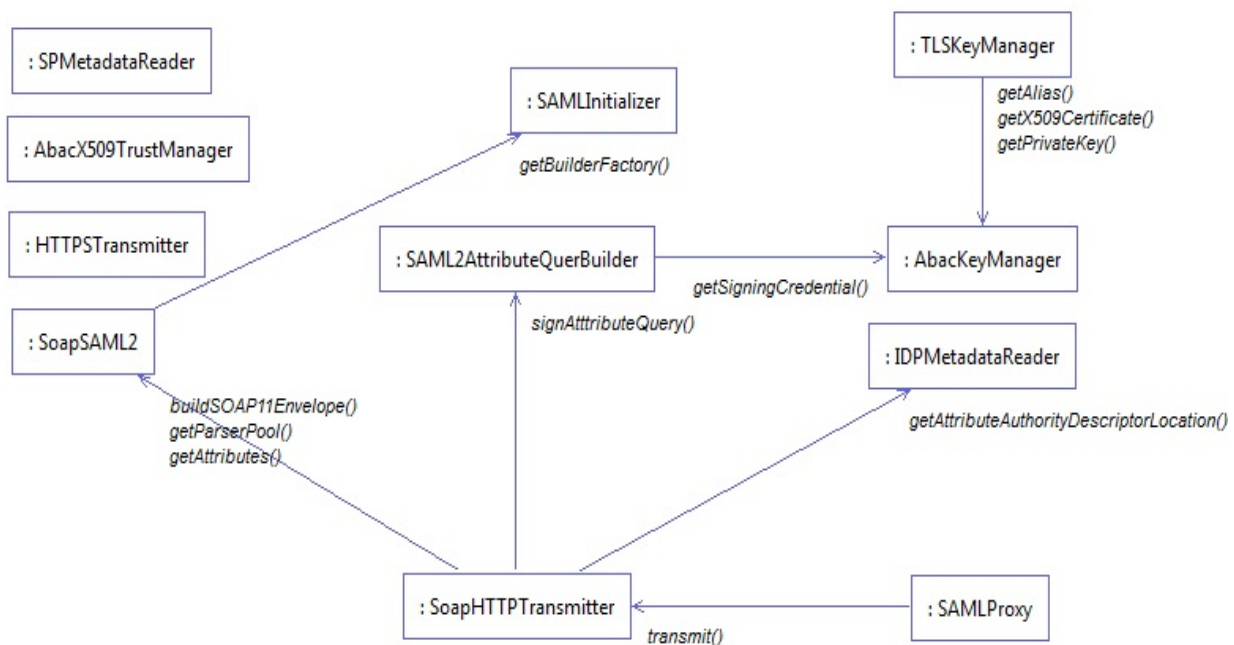 : SPMetadataReader
: TLSKeyManager
: SAMLInitializer
getAlias()
getX509Certificate()
getPrivateKey()
: AbacX509TrustManager
getBuilderFactory()
: HTTPSTransmitter
: SAML2AttributeQuerBuilder
: AbacKeyManager
getSigningCredential()
signAtttributeQuery()
: SoapSAML2
: IDPMetadataReader
buildSOAP11Envelope()
getParserPool()
getAttributes()
getAttributeAuthorityDescriptorLocation()
: SoapHTTPTransmitter
: SAMLProxy
transmit()